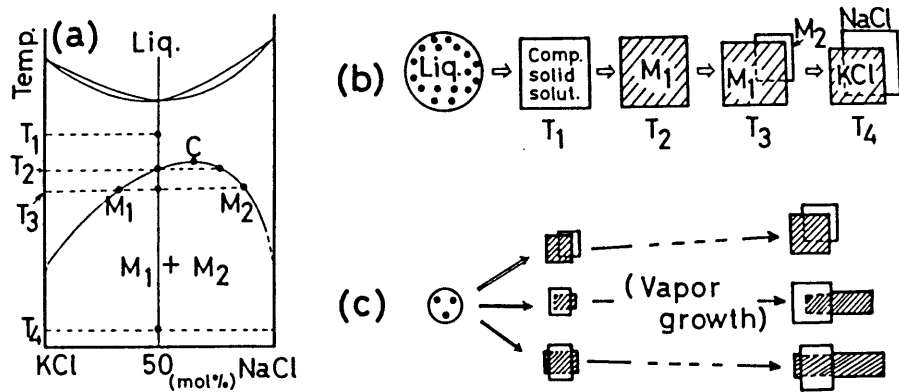 (a)
Temp.
Liq.
T1
T2
T3
T4
C
M1
M2
M1 + M2
KCl
50
(mol%)
NaCl
(b)
Liq.
⇨
Comp.
solid
solut.
⇨
M1
⇨
M1
M2
⇨
NaCl
KCl
T1
T2
T3
T4
(c)
(Vapor
growth)